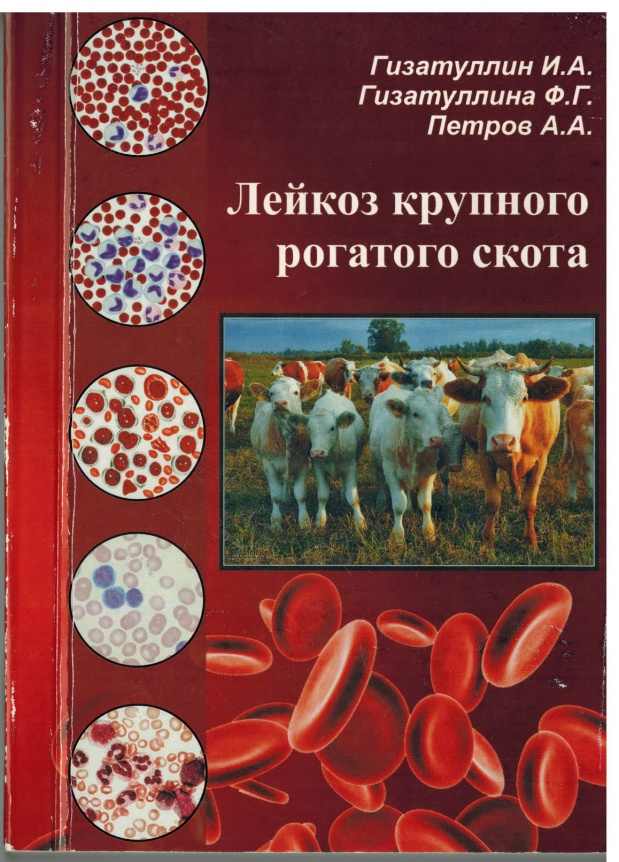 Гизатуллин И.А.
Гизатуллина Ф.Г.
Петров А.А.
Лейкоз крупного
рогатого скота